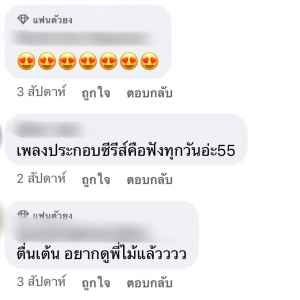 แฟนตัวยง
😍😍😍😍😍😍😍
3 สัปดาห์ ถูกใจ ตอบกลับ
เพลงประกอบซีรีส์คือฟังทุกวันอ่ะ55
2 สัปดาห์ ถูกใจ ตอบกลับ
แฟนตัวยง
ตื่นเต้น อยากดูพี่ไม้แล้วววว
3 สัปดาห์ ถูกใจ ตอบกลับ